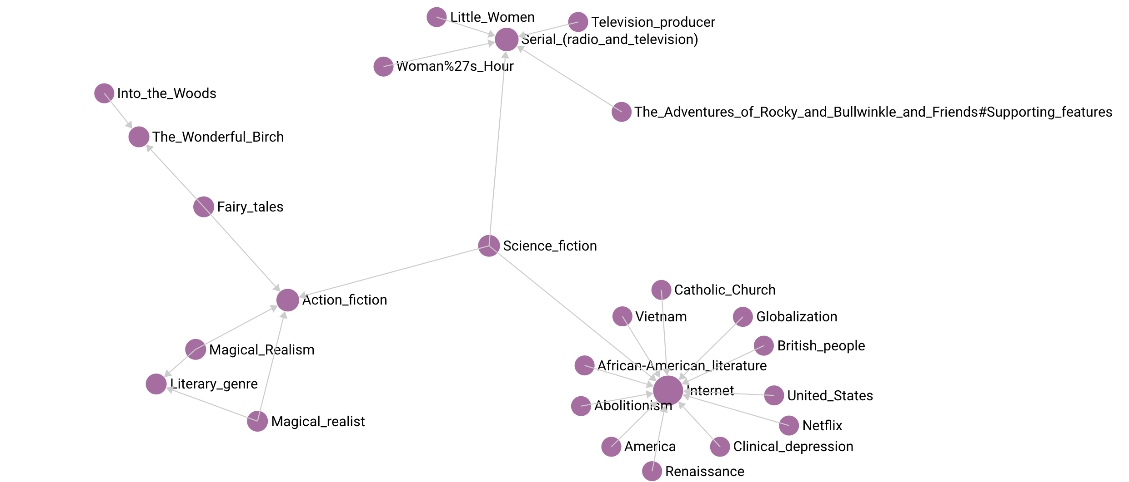 Little_Women
Television_producer
Serial_(radio_and_television)
Woman%27s_Hour
Into_the_Woods
The_Adventures_of_Rocky_and_Bullwinkle_and_Friends#Supporting_features
The_Wonderful_Birch
Fairy_tales
Science_fiction
Catholic_Church
Action_fiction
Vietnam
Globalization
British_people
Magical_Realism
African-American_literature
Literary_genre
Internet
United_States
Abolitionism
Magical_realist
Netflix
America
Clinical_depression
Renaissance